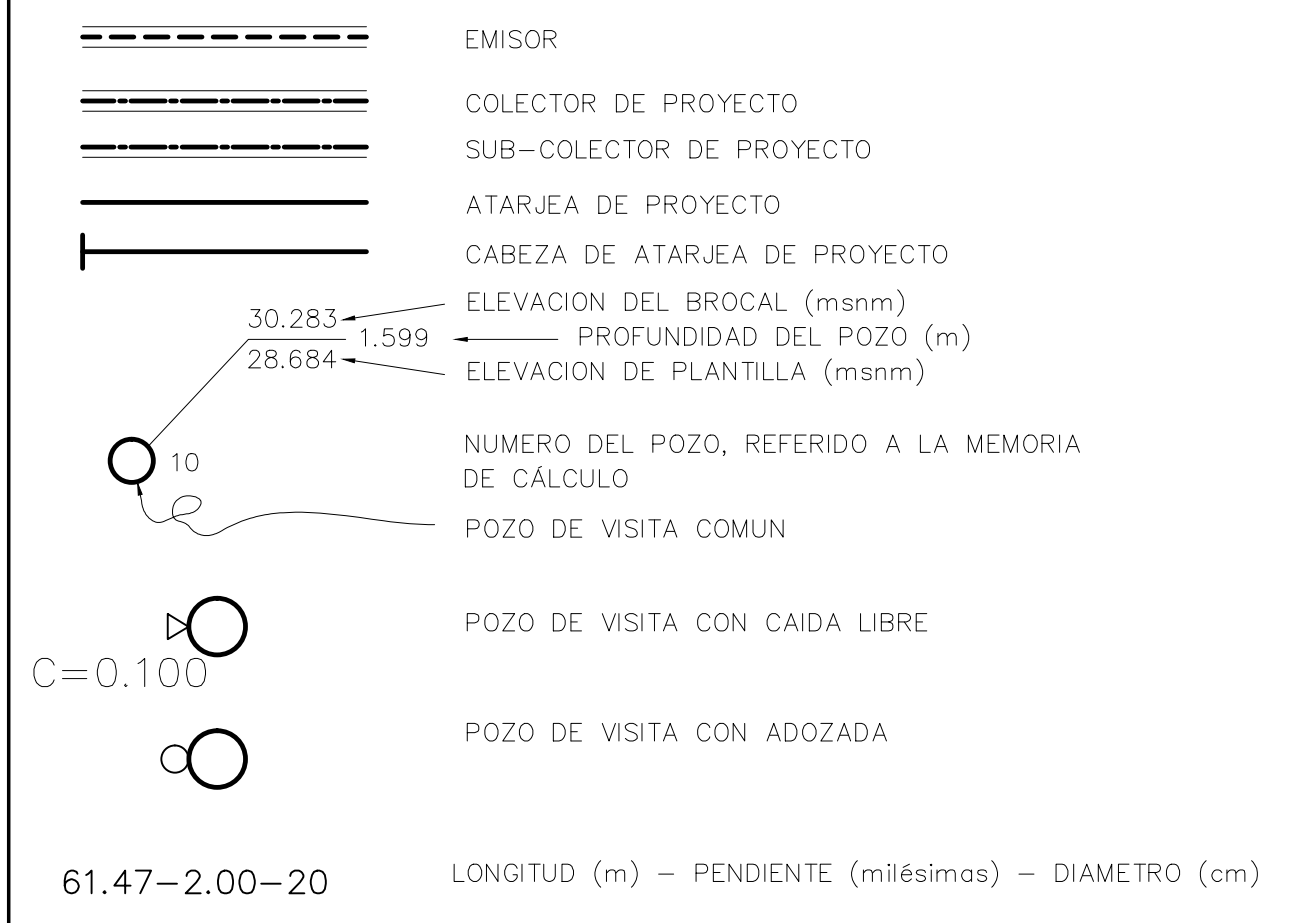 EMISOR
COLECTOR DE PROYECTO
SUB-COLECTOR DE PROYECTO
ATARJEA DE PROYECTO
CABEZA DE ATARJEA DE PROYECTO
30.283 ELEVACION DEL BROCAL (msnm)
1.599 PROFUNDIDAD DEL POZO (m)
28.684 ELEVACION DE PLANTILLA (msnm)
10 NUMERO DEL POZO, REFERIDO A LA MEMORIA
DE CÁLCULO
POZO DE VISITA COMUN
POZO DE VISITA CON CAIDA LIBRE
C=0.100
POZO DE VISITA CON ADOZADA
61.47-2.00-20 LONGITUD (m) - PENDIENTE (milésimas) - DIAMETRO (cm)